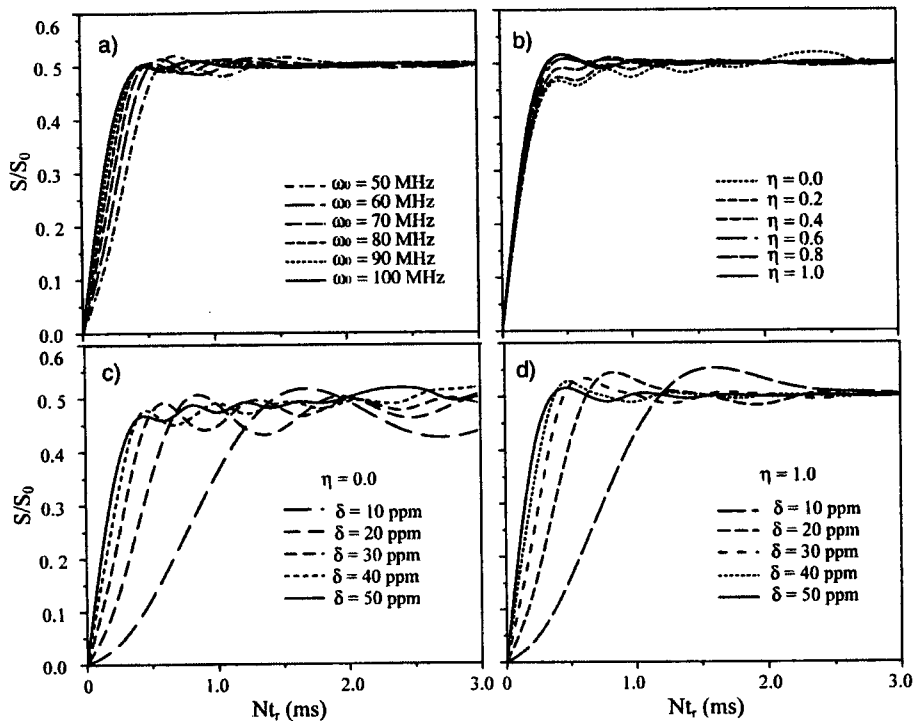 a)
0.6
0.5
0.4
0.3
0.2
0.1
0.0
S/S₀
ω₀ = 50 MHz
ω₀ = 60 MHz
ω₀ = 70 MHz
ω₀ = 80 MHz
ω₀ = 90 MHz
ω₀ = 100 MHz
b)
η = 0.0
η = 0.2
η = 0.4
η = 0.6
η = 0.8
η = 1.0
c)
0.6
0.5
0.4
0.3
0.2
0.1
0.0
S/S₀
η = 0.0
δ = 10 ppm
δ = 20 ppm
δ = 30 ppm
δ = 40 ppm
δ = 50 ppm
0 1.0 2.0 3.0
Ntᵣ (ms)
d)
η = 1.0
δ = 10 ppm
δ = 20 ppm
δ = 30 ppm
δ = 40 ppm
δ = 50 ppm
0 1.0 2.0 3.0
Ntᵣ (ms)